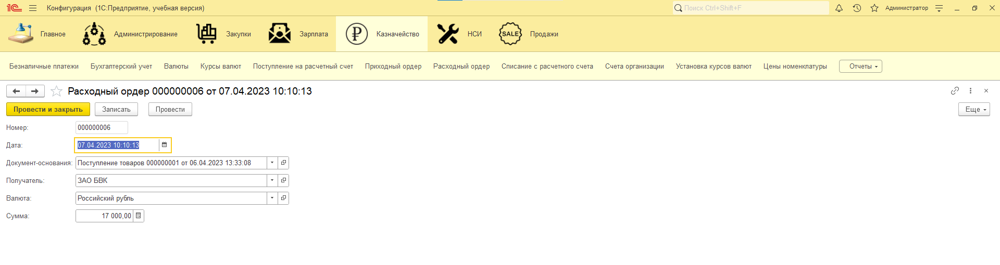 1С Конфигурация (1С:Предприятие, учебная версия) Поиск Ctrl+Shift+F Администратор
Главное Администрирование Закупки Зарплата Казначейство НСИ SALE Продажи
Безналичные платежи Бухгалтерский учет Валюты Курсы валют Поступление на расчетный счет Приходный ордер Расходный ордер Списание с расчетного счета Счета организации Установка курсов валют Цены номенклатуры Отчеты
Расходный ордер 000000006 от 07.04.2023 10:10:13
Провести и закрыть Записать Провести Еще
Номер: 000000006
Дата: 07.04.2023 10:10:13
Документ-основания: Поступление товаров 000000001 от 06.04.2023 13:33:08
Получатель: ЗАО БВК
Валюта: Российский рубль
Сумма: 17 000,00